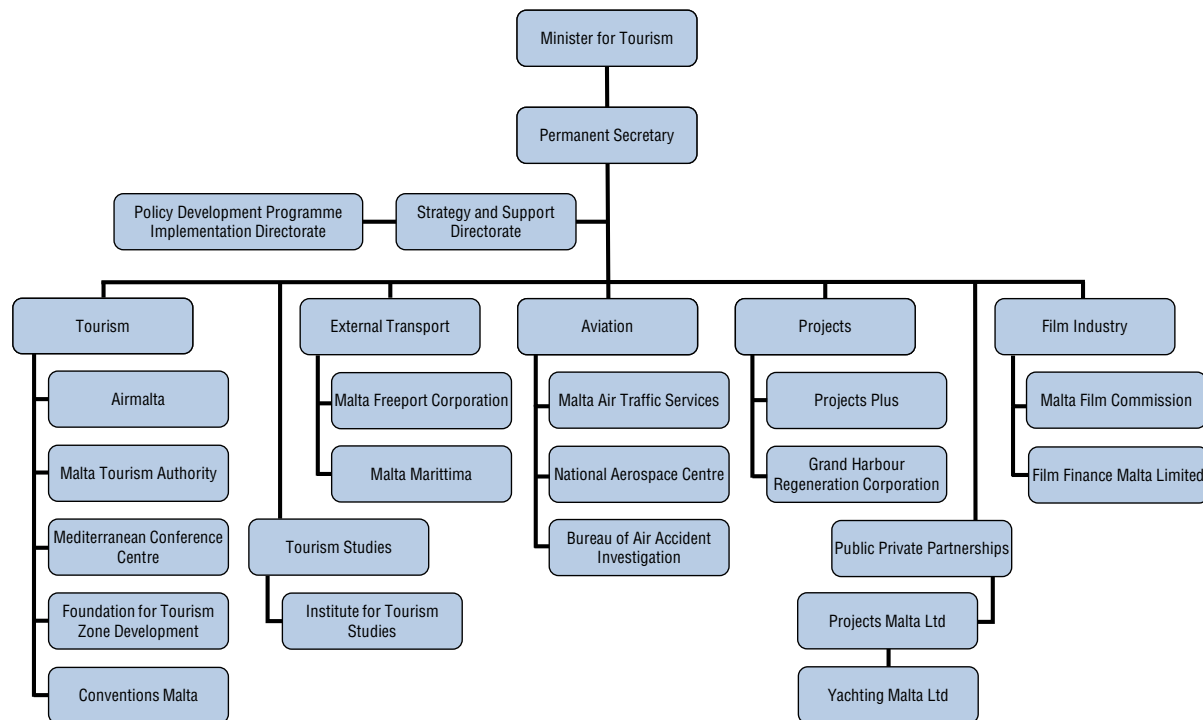 Minister for Tourism
Permanent Secretary
Policy Development Programme
Implementation Directorate
Strategy and Support
Directorate
Tourism
External Transport
Aviation
Projects
Film Industry
Airmalta
Malta Tourism Authority
Mediterranean Conference
Centre
Foundation for Tourism
Zone Development
Conventions Malta
Tourism Studies
Institute for Tourism
Studies
Malta Freeport Corporation
Malta Marittima
Malta Air Traffic Services
National Aerospace Centre
Bureau of Air Accident
Investigation
Projects Plus
Grand Harbour
Regeneration Corporation
Public Private Partnerships
Projects Malta Ltd
Yachting Malta Ltd
Malta Film Commission
Film Finance Malta Limited